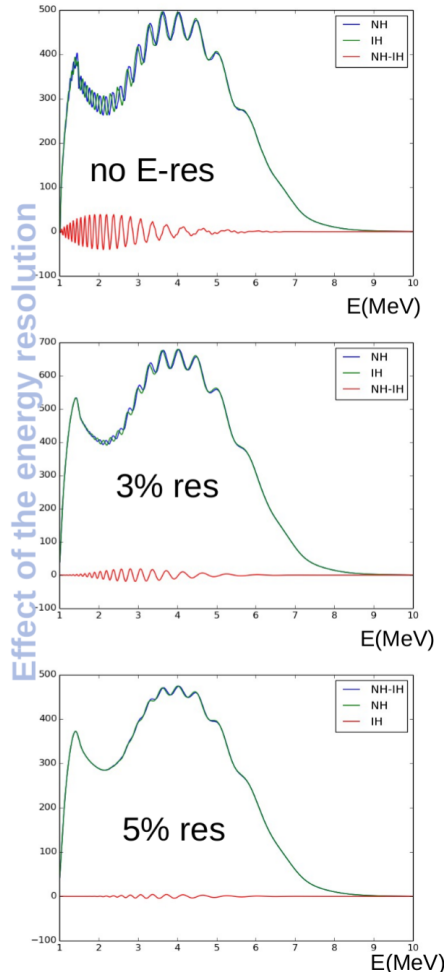 Effect of the energy resolution
500
400
300
200
100
0
-100
1 2 3 4 5 6 7 8 9 10
NH
IH
NH-IH
no E-res
E(MeV)
700
600
500
400
300
200
100
0
-100
1 2 3 4 5 6 7 8 9 10
NH
IH
NH-IH
3% res
E(MeV)
500
400
300
200
100
0
-100
1 2 3 4 5 6 7 8 9 10
NH-IH
NH
IH
5% res
E(MeV)